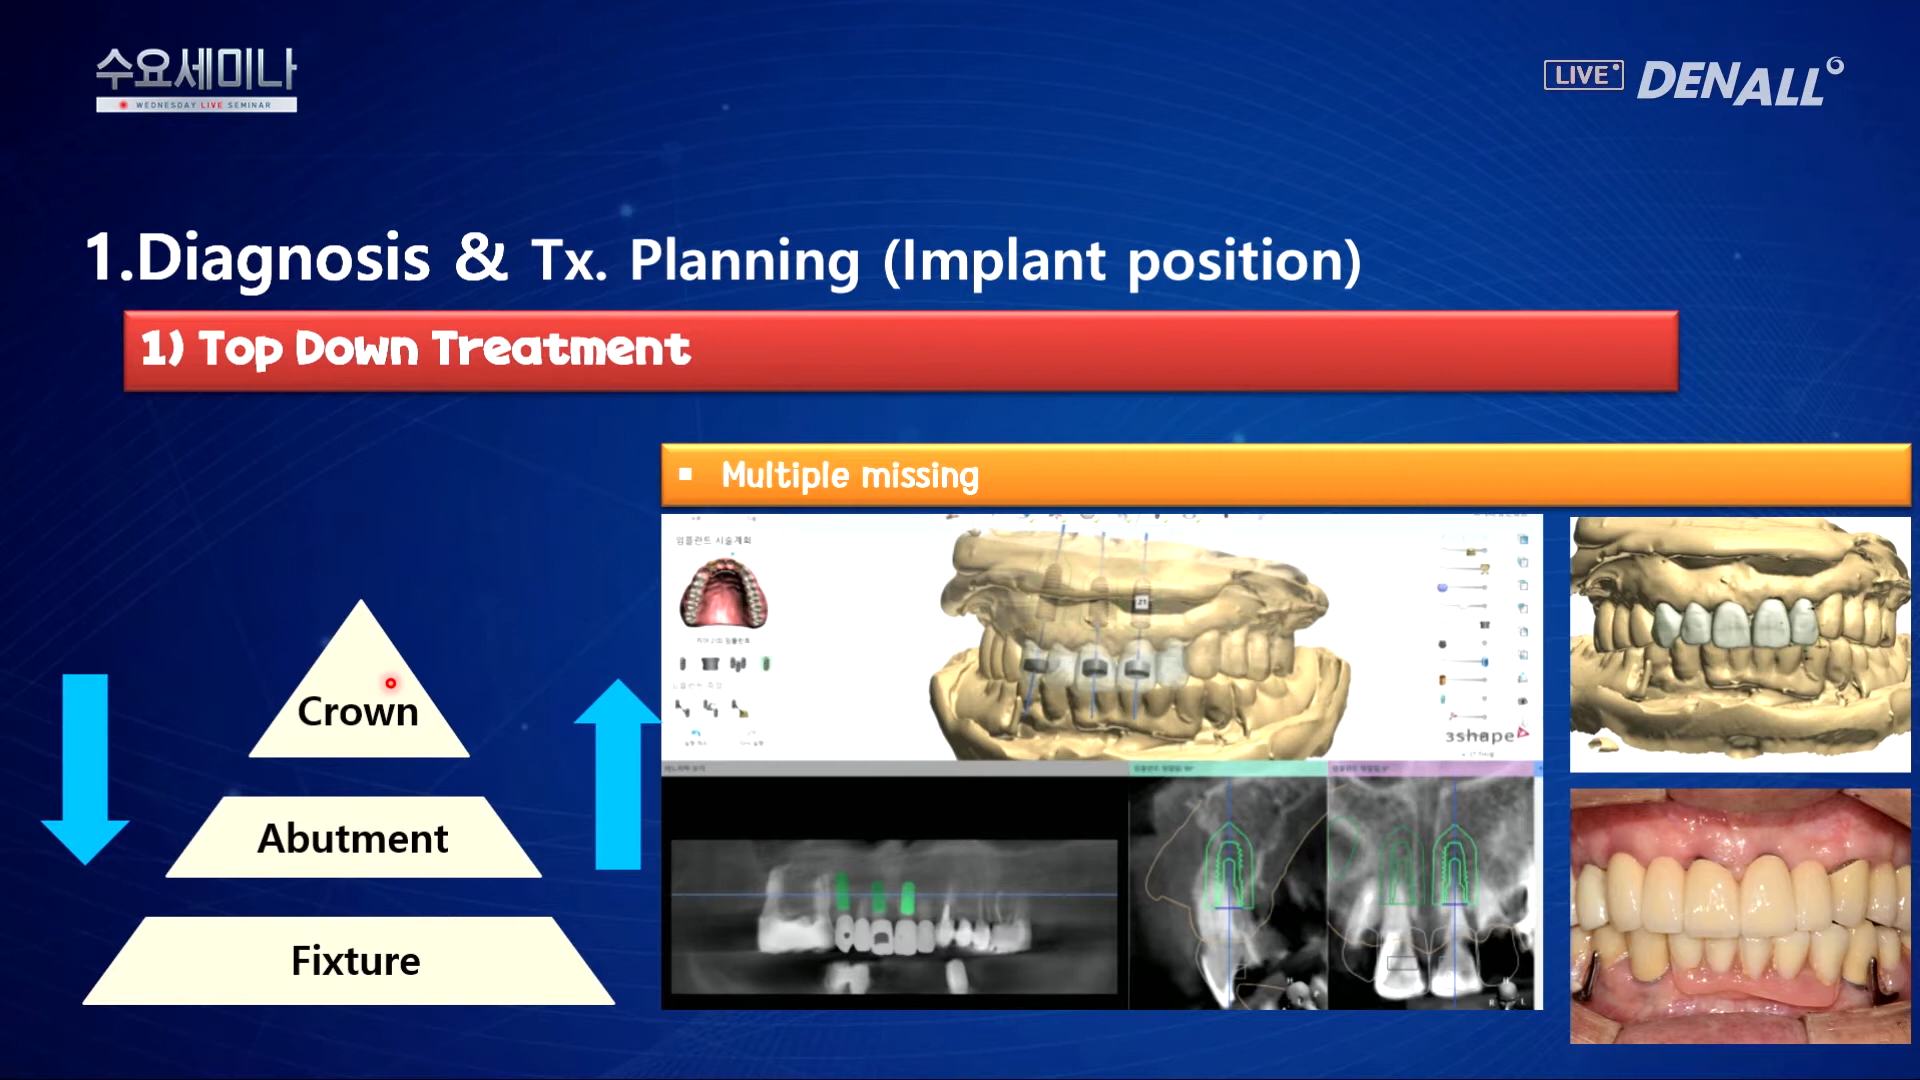 수요세미나
WEDNESDAY LIVE SEMINAR
LIVE
DENALL
1.Diagnosis & Tx. Planning (Implant position)
1) Top Down Treatment
▪ Multiple missing
임플란트 시술계획
21
3shape
Crown
Abutment
Fixture